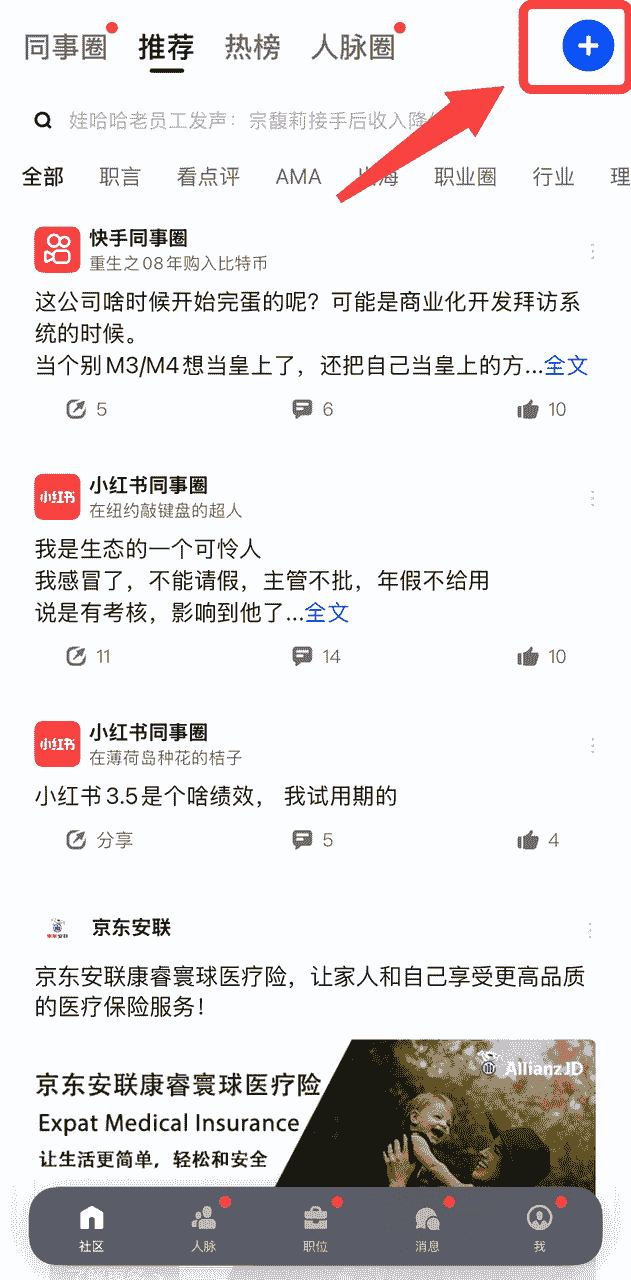 同事圈 推荐 热榜 人脉圈
娃哈哈老员工发声：宗馥莉接手后收入降
全部 职言 看点评 AMA 出海 职业圈 行业 理
快手同事圈
重生之08年购入比特币
这公司啥时候开始完蛋的呢？可能是商业化开发拜访系
统的时候。
当个别M3/M4想当皇上了，还把自己当皇上的方...全文
5 6 10
小红书
小红书同事圈
在纽约敲键盘的超人
我是生态的一个可怜人
我感冒了，不能请假，主管不批，年假不给用
说是有考核，影响到他了...全文
11 14 10
小红书
小红书同事圈
在薄荷岛种花的桔子
小红书3.5是个啥绩效， 我试用期的
分享 5 4
京东安联
京东安联康睿寰球医疗险，让家人和自己享受更高品质
的医疗保险服务！
Allianz JD
京东安联康睿寰球医疗险
Expat Medical Insurance
让生活更简单，轻松和安全
社区 人脉 职位 消息 我